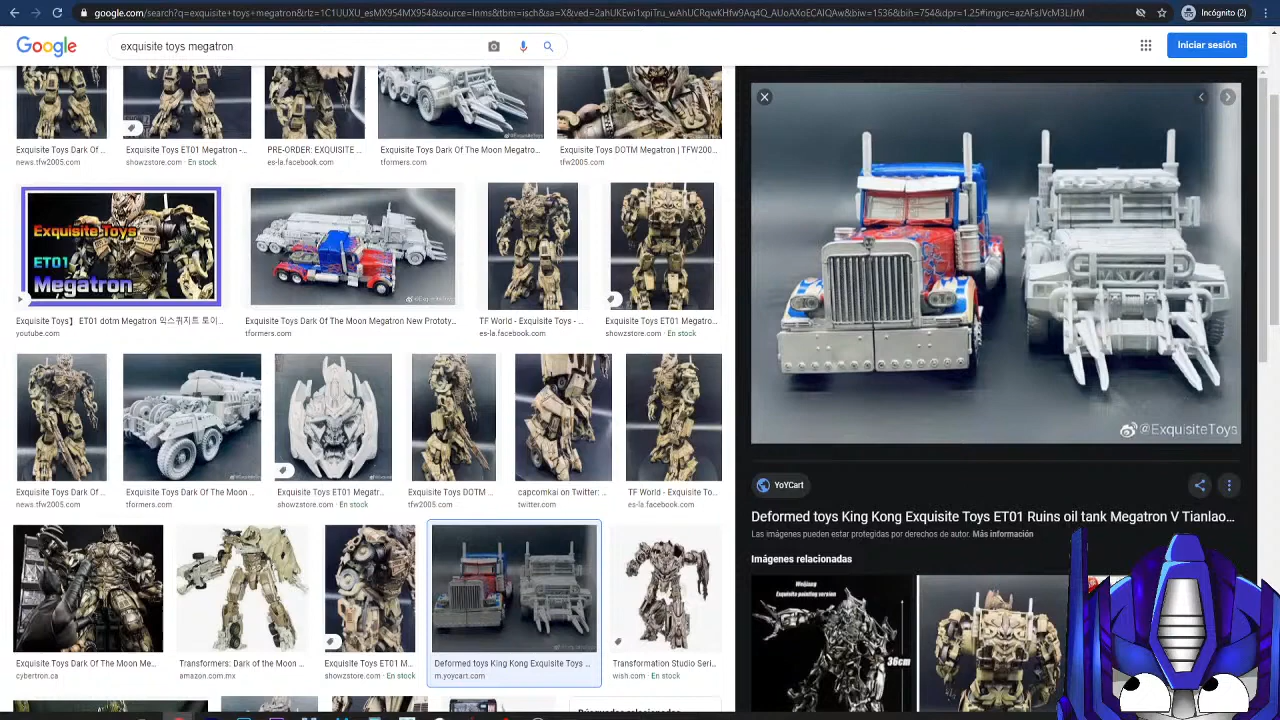 google.com/search?q=exquisite+toys+megatron&rlz=1C1UUXU_esMX954MX954&source=lnms&tbm=isch&sa=X&ved=2ahUKEwi1xpiTru_wAhUCRqwKHfw9Aq4Q_AUoAXoECAIQAw&biw=1536&bih=754&dpr=1.25#imgrc=azAFsJVcM3LJrM
Incógnito (2)
Google
exquisite toys megatron
Iniciar sesión
Exquisite Toys Dark Of ...
Exquisite Toys ET01 Megatron -...
PRE-ORDER: EXQUISITE ...
Exquisite Toys Dark Of The Moon Megatro...
Exquisite Toys DOTM Megatron | TFW200...
news.tfw2005.com
showzstore.com · En stock
es-la.facebook.com
tformers.com
tfw2005.com
Exquisite Toys
ET01
Megatron
Exquisite Toys】 ET01 dotm Megatron 익스퀴지트 토이...
Exquisite Toys Dark Of The Moon Megatron New Prototy...
TF World - Exquisite Toys - ...
Exquisite Toys ET01 Megatro...
youtube.com
tformers.com
es-la.facebook.com
showzstore.com · En stock
@ExquisiteToys
YoYCart
Deformed toys King Kong Exquisite Toys ET01 Ruins oil tank Megatron V Tianlao...
Las imágenes pueden estar protegidas por derechos de autor. Más información
Imágenes relacionadas
Exquisite Toys Dark Of ...
Exquisite Toys Dark Of The Moon ...
Exquisite Toys ET01 Megatr...
Exquisite Toys DOTM ...
capcomkai on Twitter: ...
TF World - Exquisite To...
news.tfw2005.com
tformers.com
showzstore.com · En stock
tfw2005.com
twitter.com
es-la.facebook.com
Weijiang
Exquisite painting version
36cm
Exquisite Toys Dark Of The Moon Me...
Transformers: Dark of the Moon ...
Exquisite Toys ET01 M...
Deformed toys King Kong Exquisite Toys ...
Transformation Studio Seri...
cybertron.ca
amazon.com.mx
showzstore.com · En stock
m.yoycart.com
wish.com · En stock